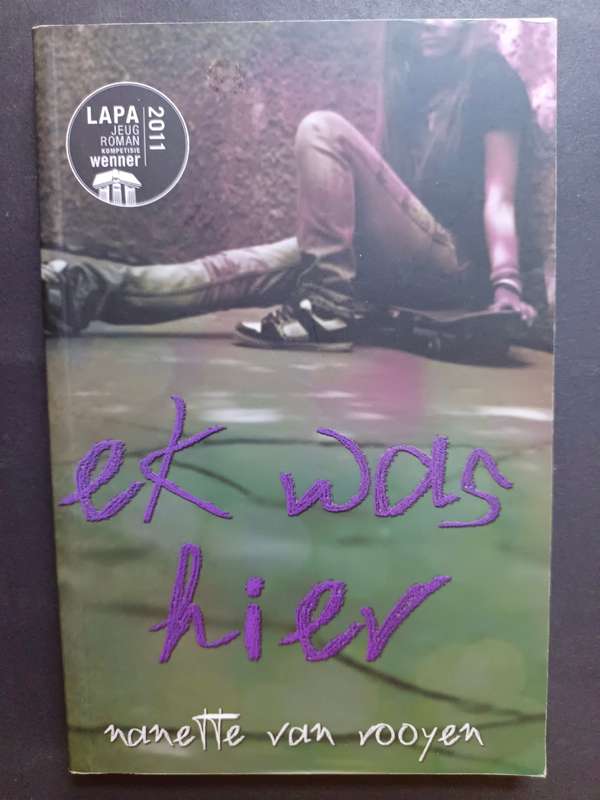 LAPA
JEUG
ROMAN
KOMPETISIE
wenner
2011
ek was
hier
nanette van rooyen